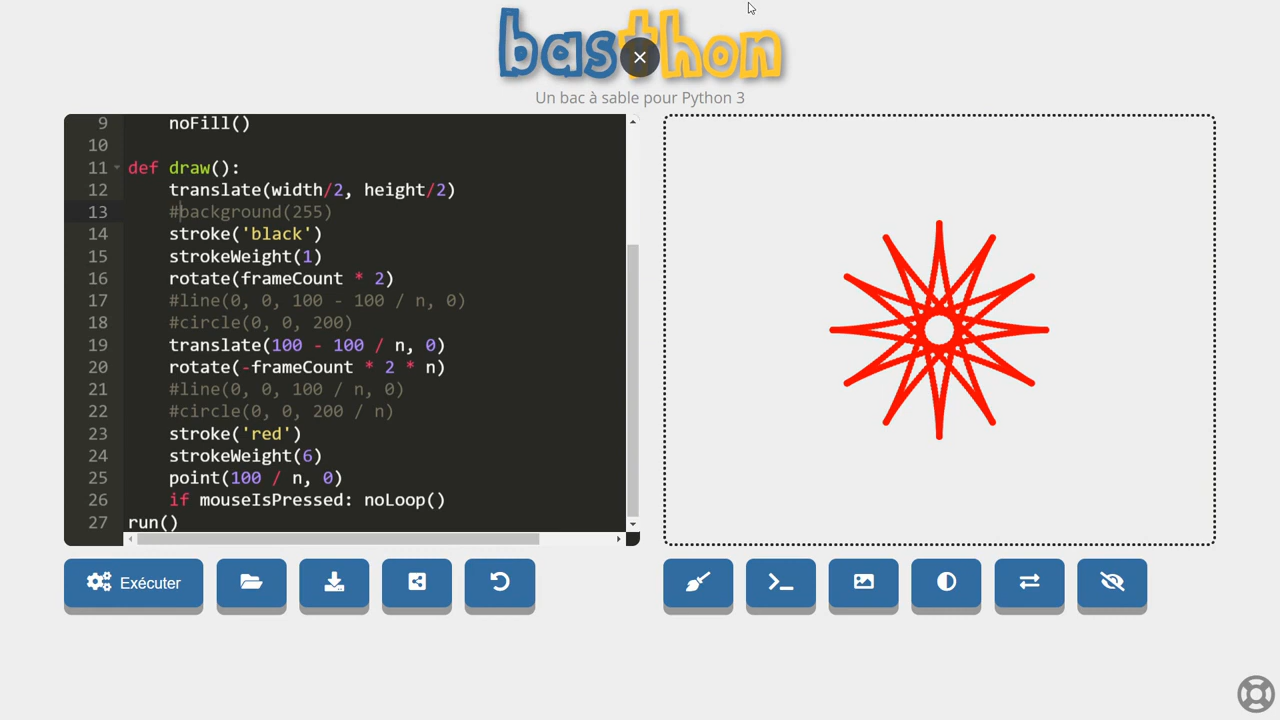 basthon
Un bac à sable pour Python 3
9 noFill()
10
11 def draw():
12 translate(width/2, height/2)
13 #background(255)
14 stroke('black')
15 strokeWeight(1)
16 rotate(frameCount * 2)
17 #line(0, 0, 100 - 100 / n, 0)
18 #circle(0, 0, 200)
19 translate(100 - 100 / n, 0)
20 rotate(-frameCount * 2 * n)
21 #line(0, 0, 100 / n, 0)
22 #circle(0, 0, 200 / n)
23 stroke('red')
24 strokeWeight(6)
25 point(100 / n, 0)
26 if mouseIsPressed: noLoop()
27 run()
Exécuter